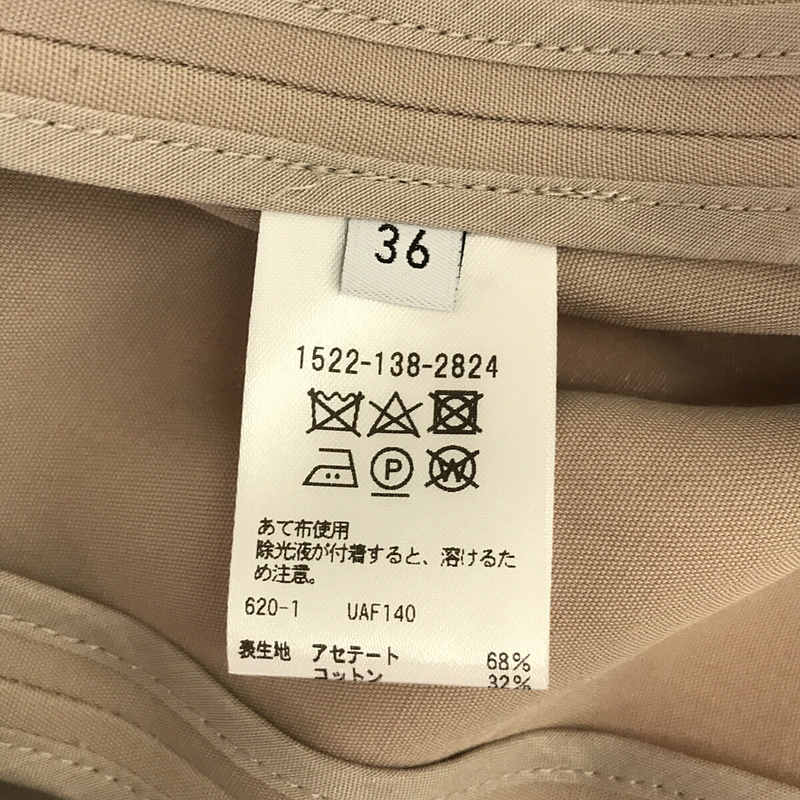 36
1522-138-2824
P W
あて布使用
除光液が付着すると、溶けるた
め注意。
620-1 UAF140
表生地 アセテート 68%
コットン 32%